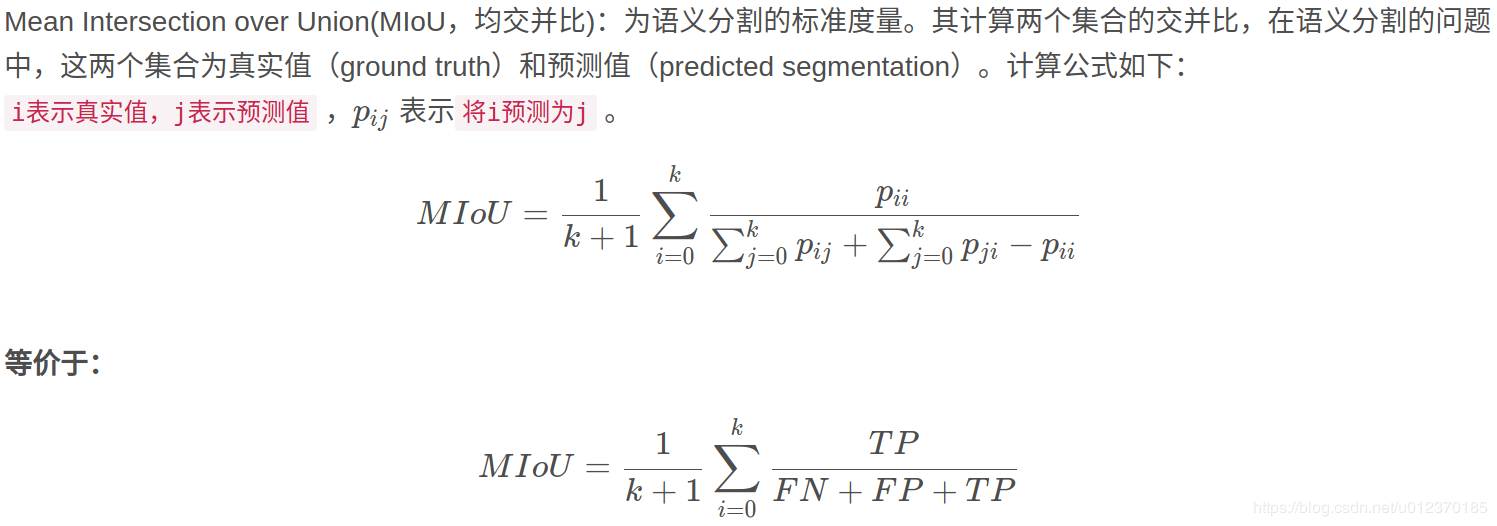 Mean Intersection over Union(MIoU，均交并比)：为语义分割的标准度量。其计算两个集合的交并比，在语义分割的问题
中，这两个集合为真实值（ground truth）和预测值（predicted segmentation）。计算公式如下：
i表示真实值，j表示预测值 ，p_{ij} 表示 将i预测为j 。
MIoU = \frac{1}{k+1} \sum_{i=0}^{k} \frac{p_{ii}}{\sum_{j=0}^{k} p_{ij} + \sum_{j=0}^{k} p_{ji} - p_{ii}}
等价于：
MIoU = \frac{1}{k+1} \sum_{i=0}^{k} \frac{TP}{FN + FP + TP}
https://blog.csdn.net/u012370185